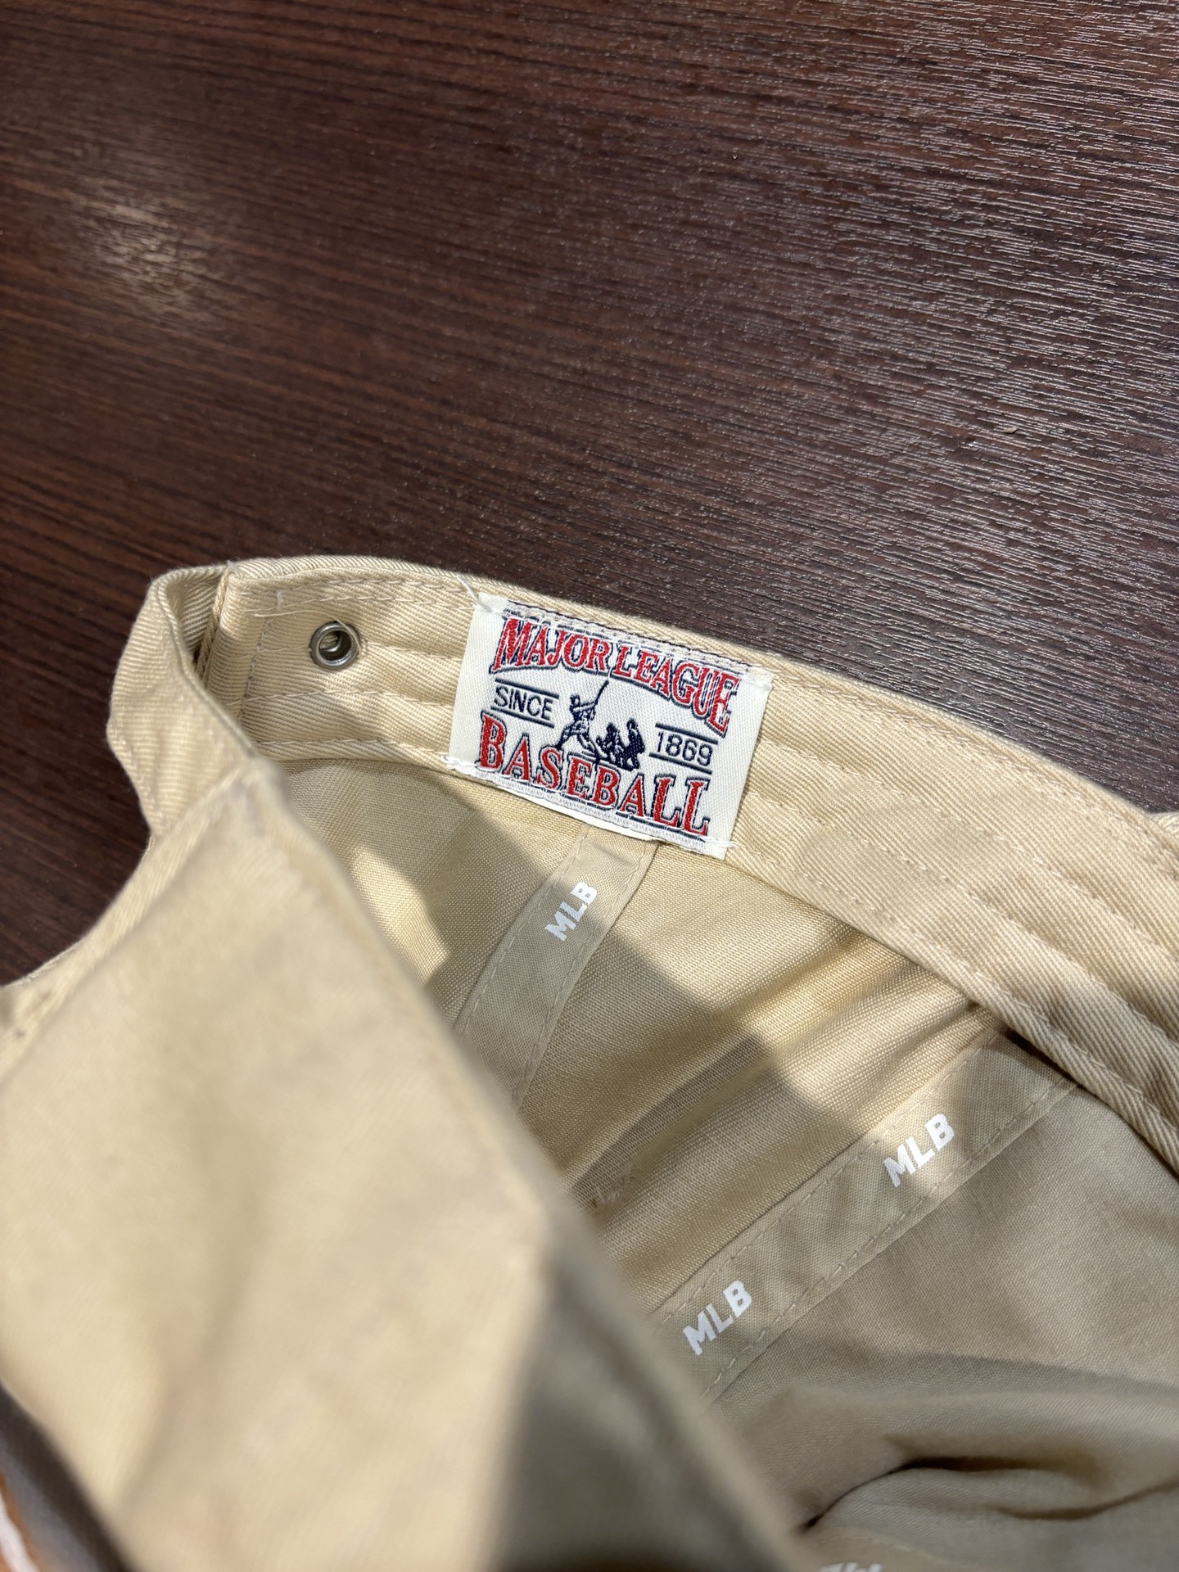 MAJOR LEAGUE
SINCE 1869
BASEBALL
MLB
MLB
MLB